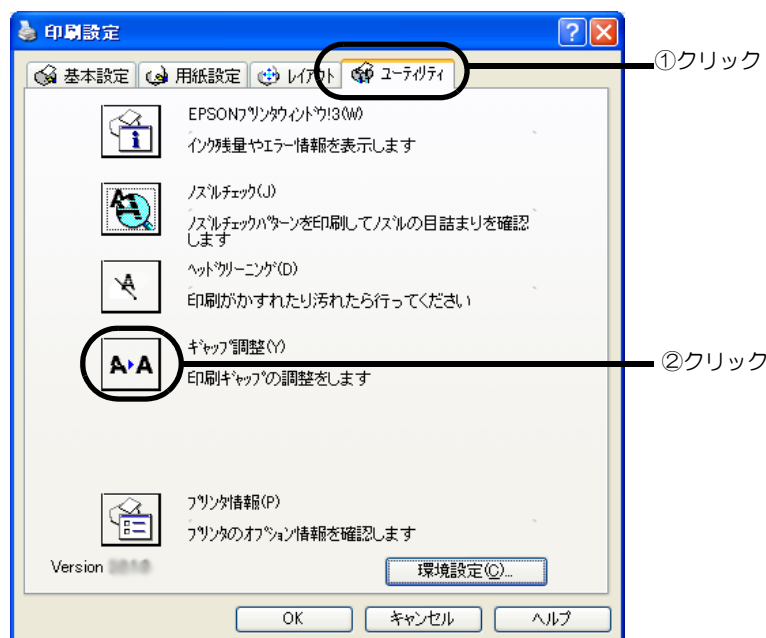 印刷設定
基本設定 用紙設定 レイアウト ユーティリティ
①クリック
EPSONプリンタウィンドウ!3(W)
インク残量やエラー情報を表示します
ノズルチェック(J)
ノズルチェックパターンを印刷してノズルの目詰まりを確認
します
ヘッドクリーニング(D)
印刷がかすれたり汚れたら行ってください
ギャップ調整(Y)
②クリック
印刷ギャップの調整をします
プリンタ情報(P)
プリンタのオプション情報を確認します
Version
環境設定(C)...
OK キャンセル ヘルプ